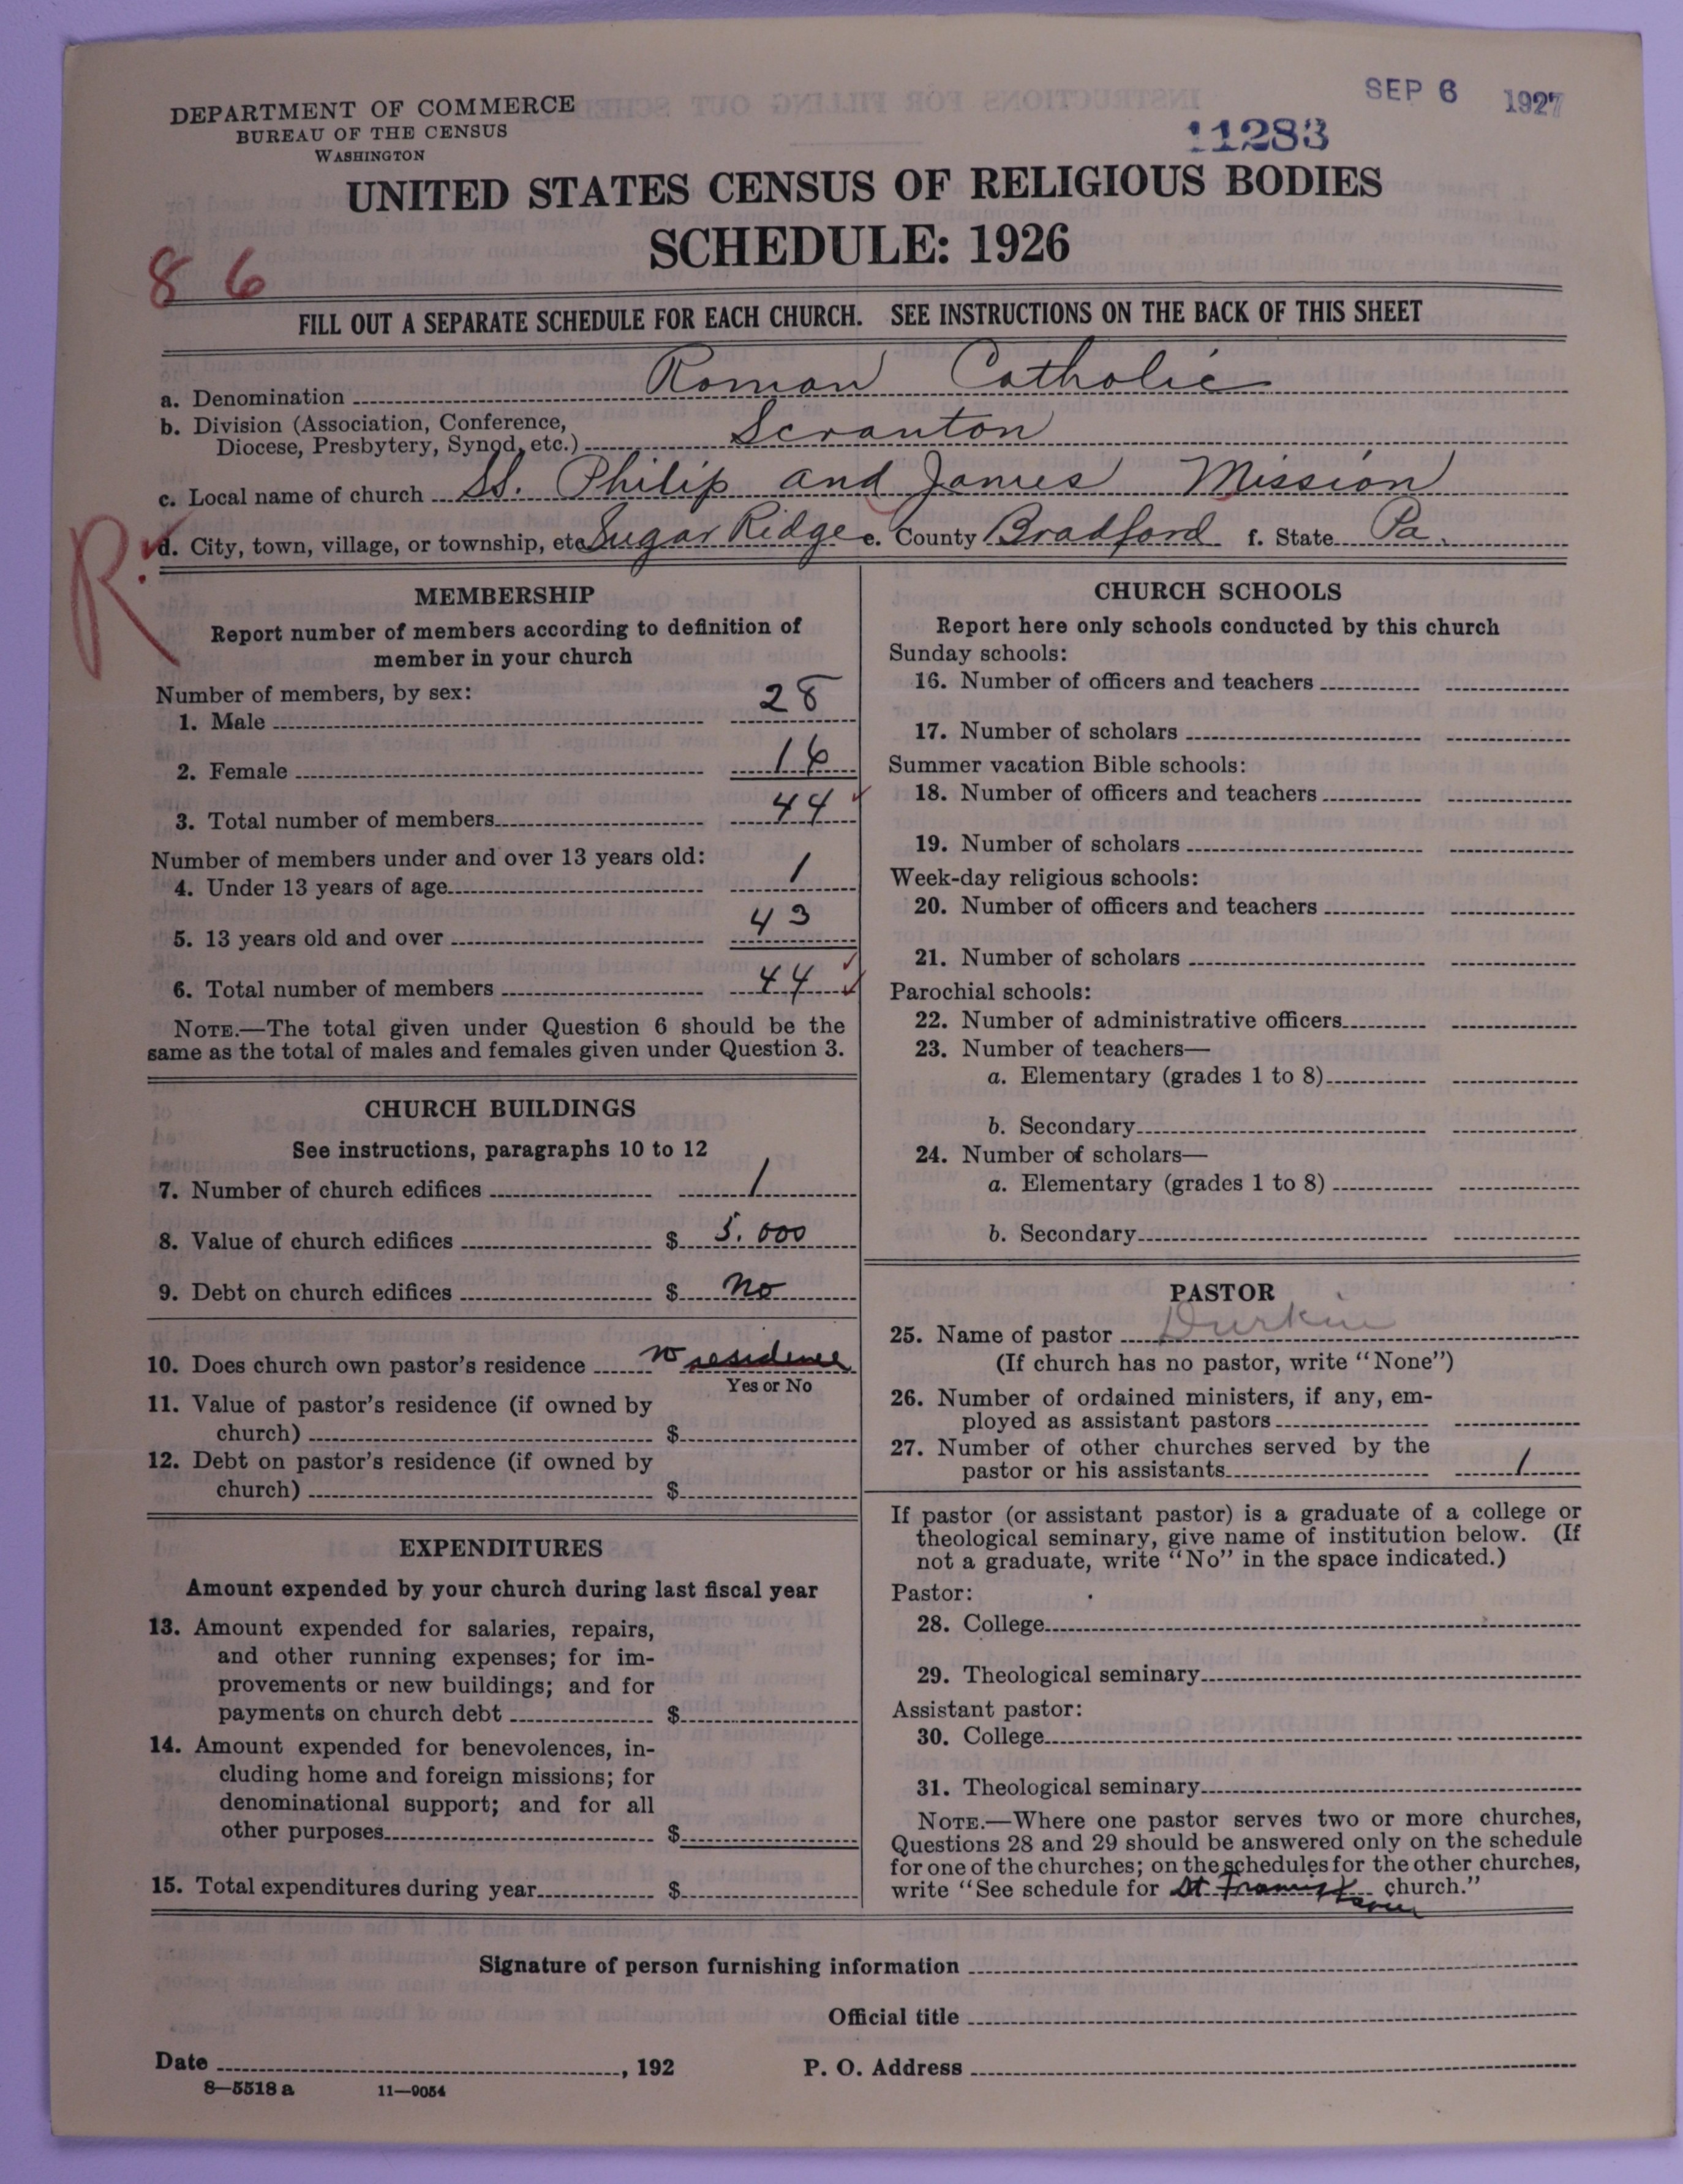 SEP 6 1927
11283
DEPARTMENT OF COMMERCE
BUREAU OF THE CENSUS
WASHINGTON
UNITED STATES CENSUS OF RELIGIOUS BODIES
SCHEDULE: 1926
8 6
FILL OUT A SEPARATE SCHEDULE FOR EACH CHURCH. SEE INSTRUCTIONS ON THE BACK OF THIS SHEET
a. Denomination Roman Catholic
b. Division (Association, Conference,
Diocese, Presbytery, Synod, etc.) Scranton
c. Local name of church SS. Philip and James Mission
R. d. City, town, village, or township, etc. Sugar Ridge e. County Bradford f. State Pa.
MEMBERSHIP
Report number of members according to definition of
member in your church
Number of members, by sex:
1. Male 28
2. Female 16
3. Total number of members 44
Number of members under and over 13 years old:
4. Under 13 years of age 1
5. 13 years old and over 43
6. Total number of members 44
NOTE.—The total given under Question 6 should be the
same as the total of males and females given under Question 3.
CHURCH BUILDINGS
See instructions, paragraphs 10 to 12
7. Number of church edifices 1
8. Value of church edifices $ 5.000
9. Debt on church edifices $ No
10. Does church own pastor's residence no residence
Yes or No
11. Value of pastor's residence (if owned by
church) $
12. Debt on pastor's residence (if owned by
church) $
EXPENDITURES
Amount expended by your church during last fiscal year
13. Amount expended for salaries, repairs,
and other running expenses; for im-
provements or new buildings; and for
payments on church debt $
14. Amount expended for benevolences, in-
cluding home and foreign missions; for
denominational support; and for all
other purposes $
15. Total expenditures during year $
CHURCH SCHOOLS
Report here only schools conducted by this church
Sunday schools:
16. Number of officers and teachers
17. Number of scholars
Summer vacation Bible schools:
18. Number of officers and teachers
19. Number of scholars
Week-day religious schools:
20. Number of officers and teachers
21. Number of scholars
Parochial schools:
22. Number of administrative officers
23. Number of teachers—
a. Elementary (grades 1 to 8)
b. Secondary
24. Number of scholars—
a. Elementary (grades 1 to 8)
b. Secondary
PASTOR
25. Name of pastor Durkin
(If church has no pastor, write "None")
26. Number of ordained ministers, if any, em-
ployed as assistant pastors
27. Number of other churches served by the
pastor or his assistants 1
If pastor (or assistant pastor) is a graduate of a college or
theological seminary, give name of institution below. (If
not a graduate, write "No" in the space indicated.)
Pastor:
28. College
29. Theological seminary
Assistant pastor:
30. College
31. Theological seminary
NOTE.—Where one pastor serves two or more churches,
Questions 28 and 29 should be answered only on the schedule
for one of the churches; on the schedules for the other churches,
write "See schedule for St. Francis Xavier church."
Signature of person furnishing information
Official title
Date , 192
P. O. Address
8—5518 a 11—9054